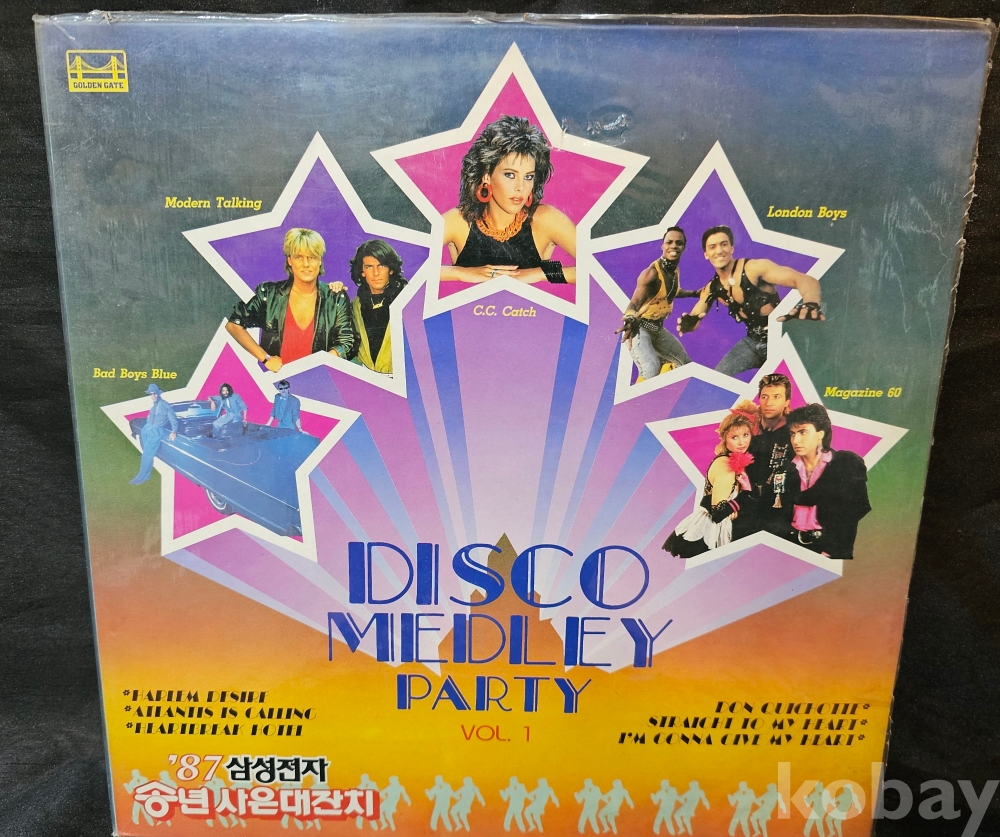 GOLDEN GATE
Modern Talking
C.C. Catch
London Boys
Bad Boys Blue
Magazine 60
DISCO
MEDLEY
PARTY
VOL. 1
*HARLEM DESIRE
*ATLANTIS IS CALLING
*HEARTBREAK HOTEL
DON QUICHOTTE*
STRAIGHT TO MY HEART*
I'M GONNA GIVE MY HEART*
'87 삼성전자
송년 사은대잔치
kobay